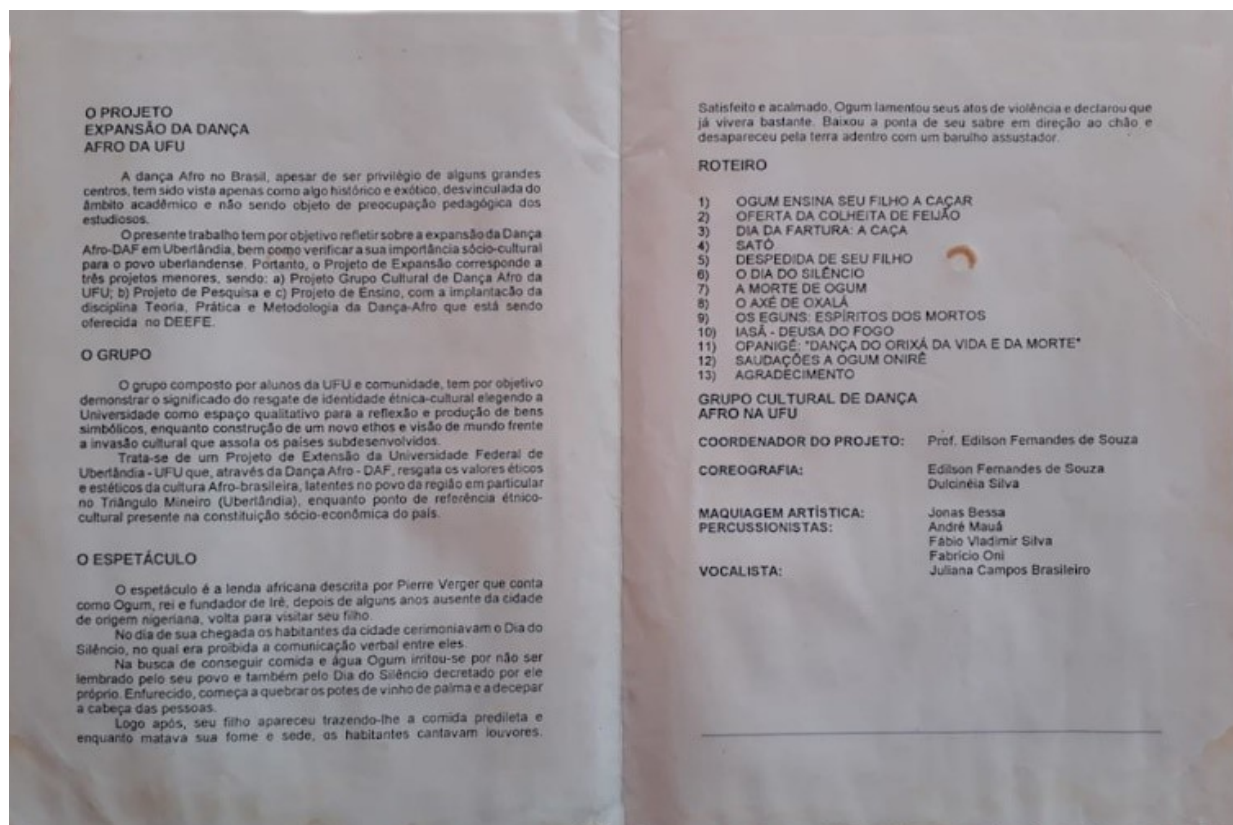 O PROJETO
EXPANSÃO DA DANÇA
AFRO DA UFU
A dança Afro no Brasil, apesar de ser privilégio de alguns grandes
centros, tem sido vista apenas como algo histórico e exótico, desvinculada do
âmbito acadêmico e não sendo objeto de preocupação pedagógica dos
estudiosos.
O presente trabalho tem por objetivo refletir sobre a expansão da Dança
Afro-DAF em Uberlândia, bem como verificar a sua importância sócio-cultural
para o povo uberlandense. Portanto, o Projeto de Expansão corresponde a
três projetos menores, sendo: a) Projeto Grupo Cultural de Dança Afro da
UFU; b) Projeto de Pesquisa e c) Projeto de Ensino, com a implantacão da
disciplina Teoria, Prática e Metodologia da Dança-Afro que está sendo
oferecida no DEEFE.
O GRUPO
O grupo composto por alunos da UFU e comunidade, tem por objetivo
demonstrar o significado do resgate de identidade étnica-cultural elegendo a
Universidade como espaço qualitativo para a reflexão e produção de bens
simbólicos, enquanto construção de um novo ethos e visão de mundo frente
a invasão cultural que assola os países subdesenvolvidos.
Trata-se de um Projeto de Extensão da Universidade Federal de
Uberlândia - UFU que, através da Dança Afro - DAF, resgata os valores éticos
e estéticos da cultura Afro-brasileira, latentes no povo da região em particular
no Triângulo Mineiro (Uberlândia), enquanto ponto de referência étnico-
cultural presente na constituição sócio-econômica do país.
O ESPETÁCULO
O espetáculo é a lenda africana descrita por Pierre Verger que conta
como Ogum, rei e fundador de Irê, depois de alguns anos ausente da cidade
de origem nigeriana, volta para visitar seu filho.
No dia de sua chegada os habitantes da cidade cerimoniavam o Dia do
Silêncio, no qual era proibida a comunicação verbal entre eles.
Na busca de conseguir comida e água Ogum irritou-se por não ser
lembrado pelo seu povo e também pelo Dia do Silêncio decretado por ele
próprio. Enfurecido, começa a quebrar os potes de vinho de palma e a decepar
a cabeça das pessoas.
Logo após, seu filho apareceu trazendo-lhe a comida predileta e
enquanto matava sua fome e sede, os habitantes cantavam louvores.
Satisfeito e acalmado, Ogum lamentou seus atos de violência e declarou que
já vivera bastante. Baixou a ponta de seu sabre em direção ao chão e
desapareceu pela terra adentro com um barulho assustador.
ROTEIRO
1) OGUM ENSINA SEU FILHO A CAÇAR
2) OFERTA DA COLHEITA DE FEIJÃO
3) DIA DA FARTURA: A CAÇA
4) SATÓ
5) DESPEDIDA DE SEU FILHO
6) O DIA DO SILÊNCIO
7) A MORTE DE OGUM
8) O AXÉ DE OXALÁ
9) OS EGUNS: ESPÍRITOS DOS MORTOS
10) IASÃ - DEUSA DO FOGO
11) OPANIGÊ: "DANÇA DO ORIXÁ DA VIDA E DA MORTE"
12) SAUDAÇÕES A OGUM ONIRÊ
13) AGRADECIMENTO
GRUPO CULTURAL DE DANÇA
AFRO NA UFU
COORDENADOR DO PROJETO: Prof. Edilson Fernandes de Souza
COREOGRAFIA: Edilson Fernandes de Souza
Dulcinéia Silva
MAQUIAGEM ARTÍSTICA: Jonas Bessa
PERCUSSIONISTAS: André Mauá
Fábio Vladimir Silva
Fabrício Oni
VOCALISTA: Juliana Campos Brasileiro